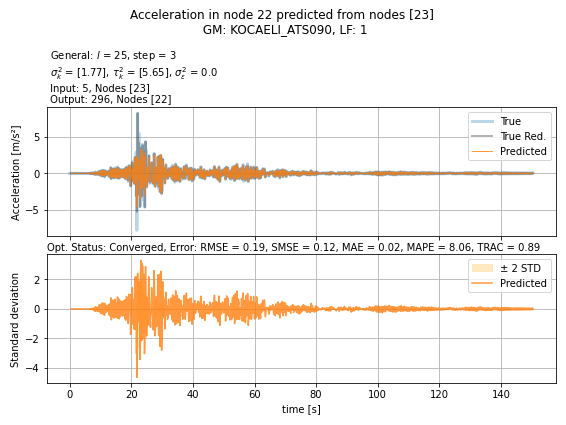 Acceleration in node 22 predicted from nodes [23]
GM: KOCAELI_ATS090, LF: 1
General: l = 25, step = 3
σ²ₖ = [1.77], τ²ₖ = [5.65], σ²ε = 0.0
Input: 5, Nodes [23]
Output: 296, Nodes [22]
Acceleration [m/s²]
5
0
−5
True
True Red.
Predicted
Opt. Status: Converged, Error: RMSE = 0.19, SMSE = 0.12, MAE = 0.02, MAPE = 8.06, TRAC = 0.89
Standard deviation
2
0
−2
−4
± 2 STD
Predicted
0 20 40 60 80 100 120 140
time [s]